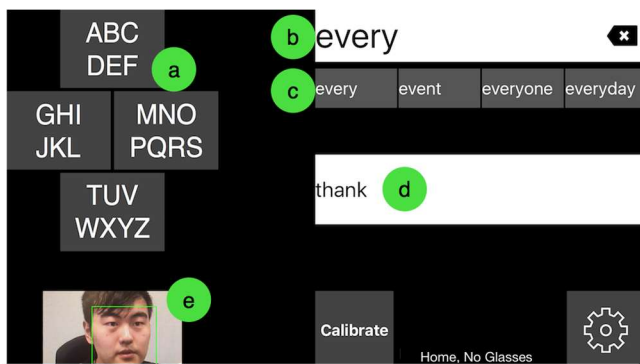 ABC
DEF
a
GHI
JKL
MNO
PQRS
TUV
WXYZ
e
b
every
c
every event everyone everyday
thank
d
Calibrate
Home, No Glasses